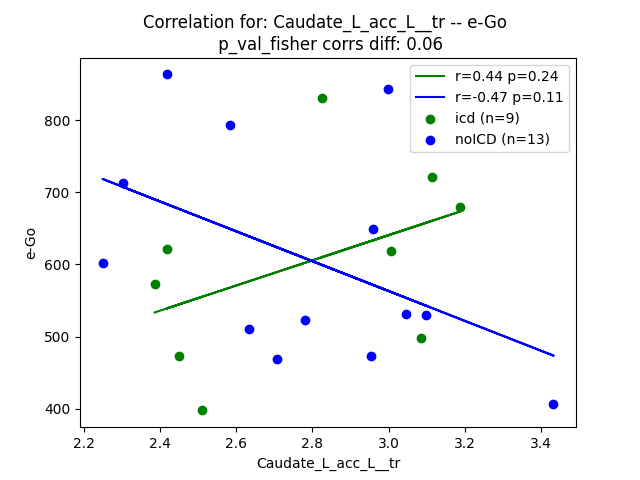 Correlation for: Caudate_L_acc_L__tr -- e-Go
p_val_fisher corrs diff: 0.06
r=0.44 p=0.24
r=-0.47 p=0.11
icd (n=9)
noICD (n=13)
800
700
600
500
400
e-Go
2.2 2.4 2.6 2.8 3.0 3.2 3.4
Caudate_L_acc_L__tr